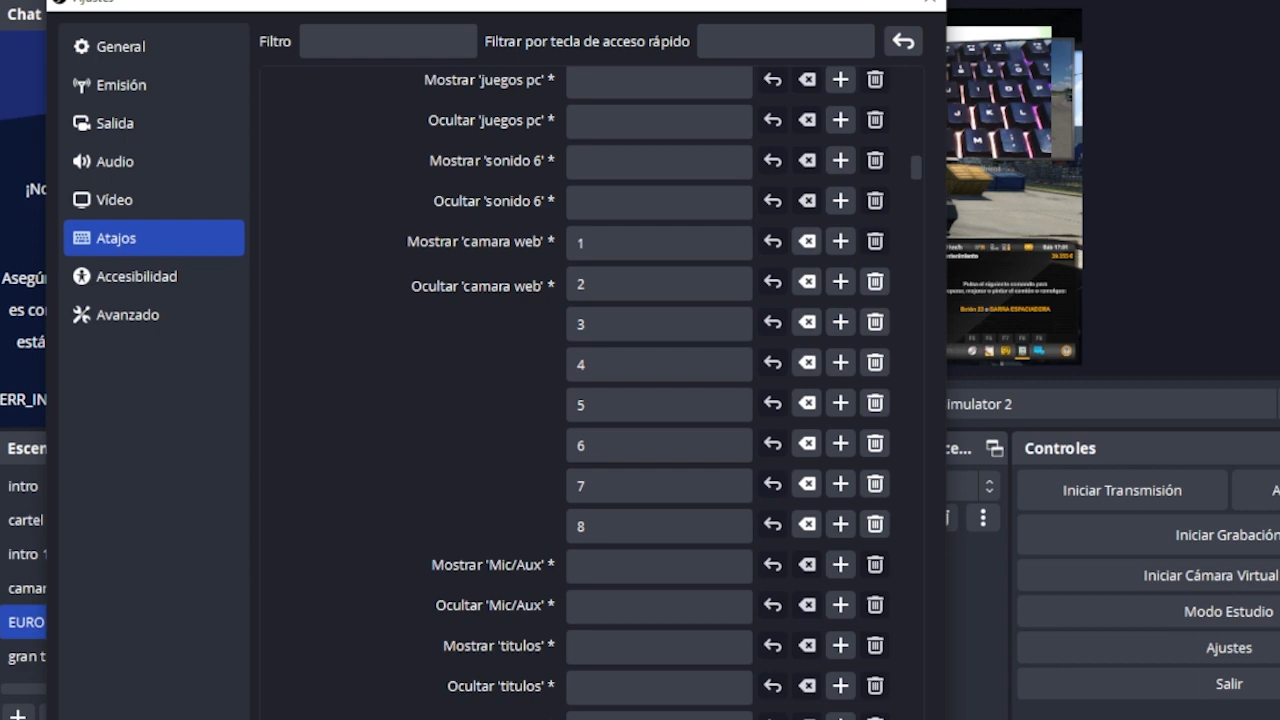 Chat
General
Emisión
Salida
Audio
Vídeo
Atajos
Accesibilidad
Avanzado
Filtro
Filtrar por tecla de acceso rápido
Mostrar 'juegos pc' *
Ocultar 'juegos pc' *
Mostrar 'sonido 6' *
Ocultar 'sonido 6' *
Mostrar 'camara web' * 1
Ocultar 'camara web' * 2
3
4
5
6
7
8
Mostrar 'Mic/Aux' *
Ocultar 'Mic/Aux' *
Mostrar 'titulos' *
Ocultar 'titulos' *
¡No
Asegú
es co
está
ERR_IN
Escen
intro
cartel
intro 1
camar
EURO
gran t
BARRA ESPACIADORA
imulator 2
ce...
Controles
Iniciar Transmisión
A
Iniciar Grabación
Iniciar Cámara Virtual
Modo Estudio
Ajustes
Salir